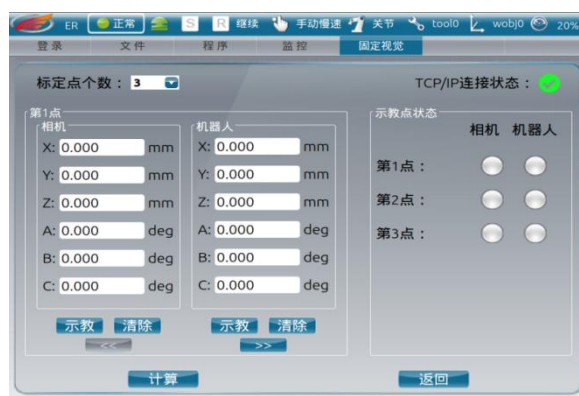 ER 正常 S R 继续 手动慢速 关节 tool0 wobj0 20%
登录 文件 程序 监控 固定视觉
标定点个数： 3 TCP/IP连接状态：
第1点
相机
X: 0.000 mm
Y: 0.000 mm
Z: 0.000 mm
A: 0.000 deg
B: 0.000 deg
C: 0.000 deg
示教 清除
<<
机器人
X: 0.000 mm
Y: 0.000 mm
Z: 0.000 mm
A: 0.000 deg
B: 0.000 deg
C: 0.000 deg
示教 清除
>>
示教点状态
相机 机器人
第1点：
第2点：
第3点：
计算 返回